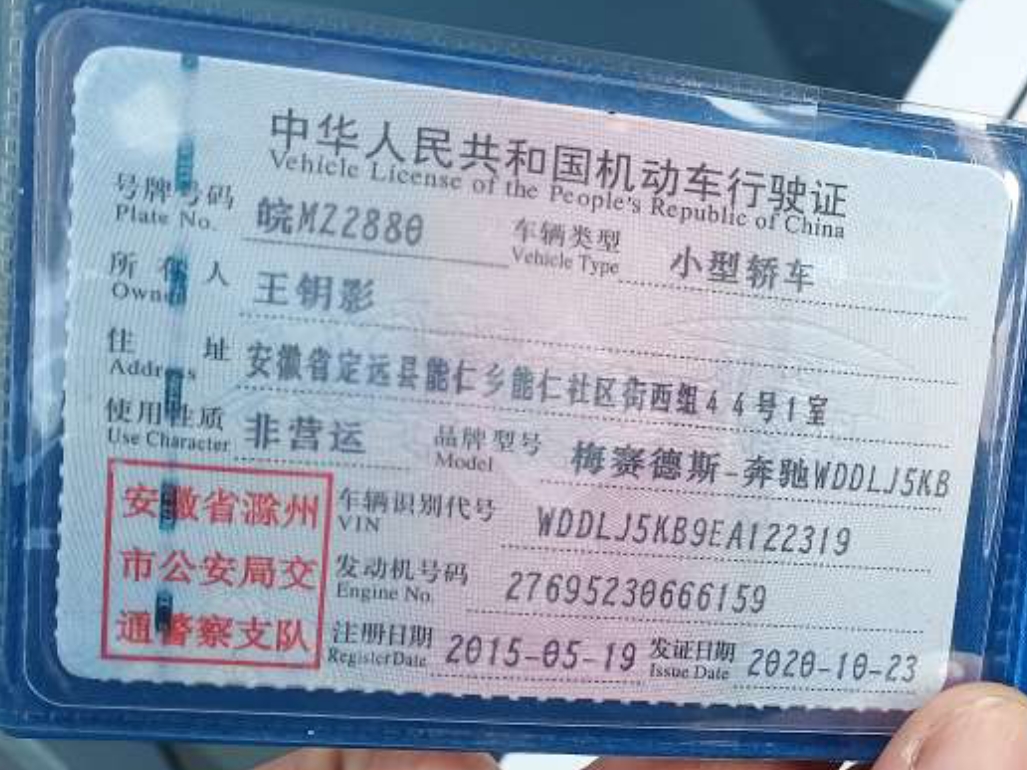 中华人民共和国机动车行驶证
Vehicle License of the People's Republic of China
号牌号码 皖MZ2880 车辆类型 小型轿车
Plate No. Vehicle Type
所有人 王钥影
Owner
住址 安徽省定远县能仁乡能仁社区街西组44号1室
Address
使用性质 非营运 品牌型号 梅赛德斯-奔驰WDDLJ5KB
Use Character Model
安徽省滁州 车辆识别代号 WDDLJ5KB9EA122319
VIN
市公安局交 发动机号码 27695230666159
Engine No.
通警察支队 注册日期 2015-05-19 发证日期 2020-10-23
Register Date Issue Date